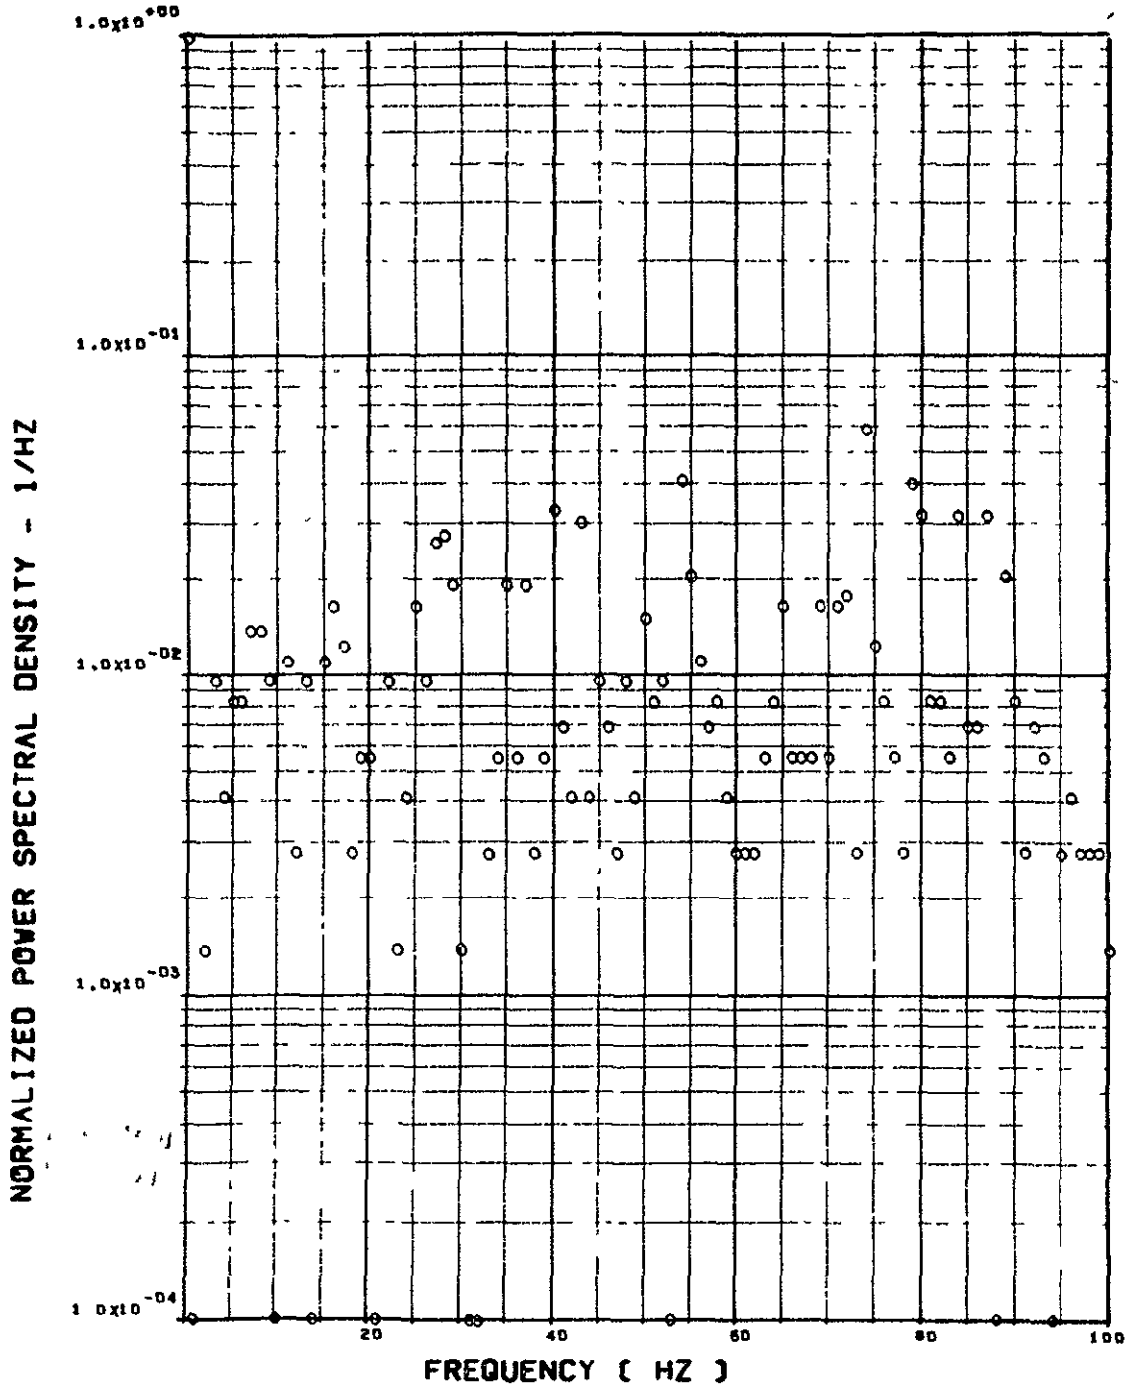 1.0X10+00
1.0X10-01
1.0X10-02
1.0X10-03
1 0X10-04
NORMALIZED POWER SPECTRAL DENSITY - 1/HZ
20 40 60 80 100
FREQUENCY ( HZ )